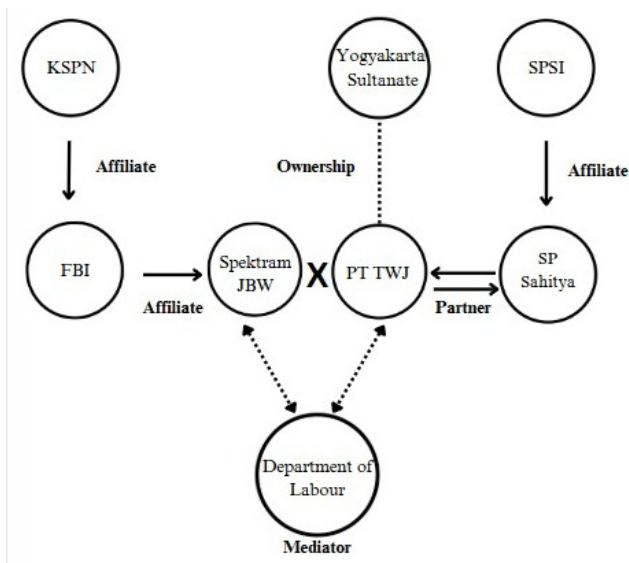 KSPN
Yogyakarta
Sultanate
SPSI
Affiliate
Ownership
Affiliate
FBI
Spektram
JBW
X
PT TWJ
SP
Sahitya
Affiliate
Partner
Department of
Labour
Mediator